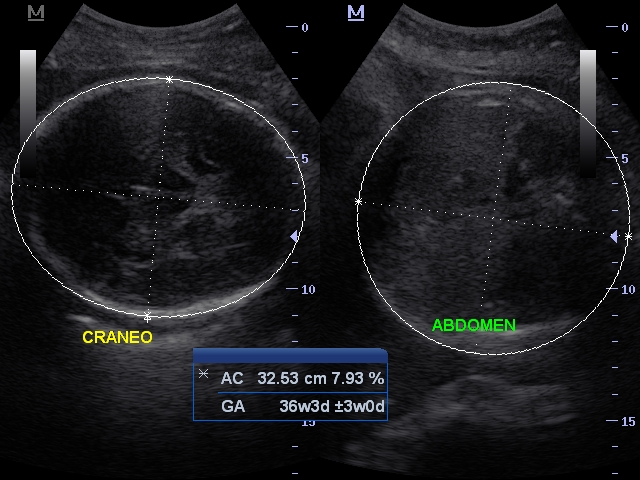 M
M
0
0
5
5
10
10
CRANEO
ABDOMEN
AC 32.53 cm 7.93 %
GA 36w3d ±3w0d
15
15